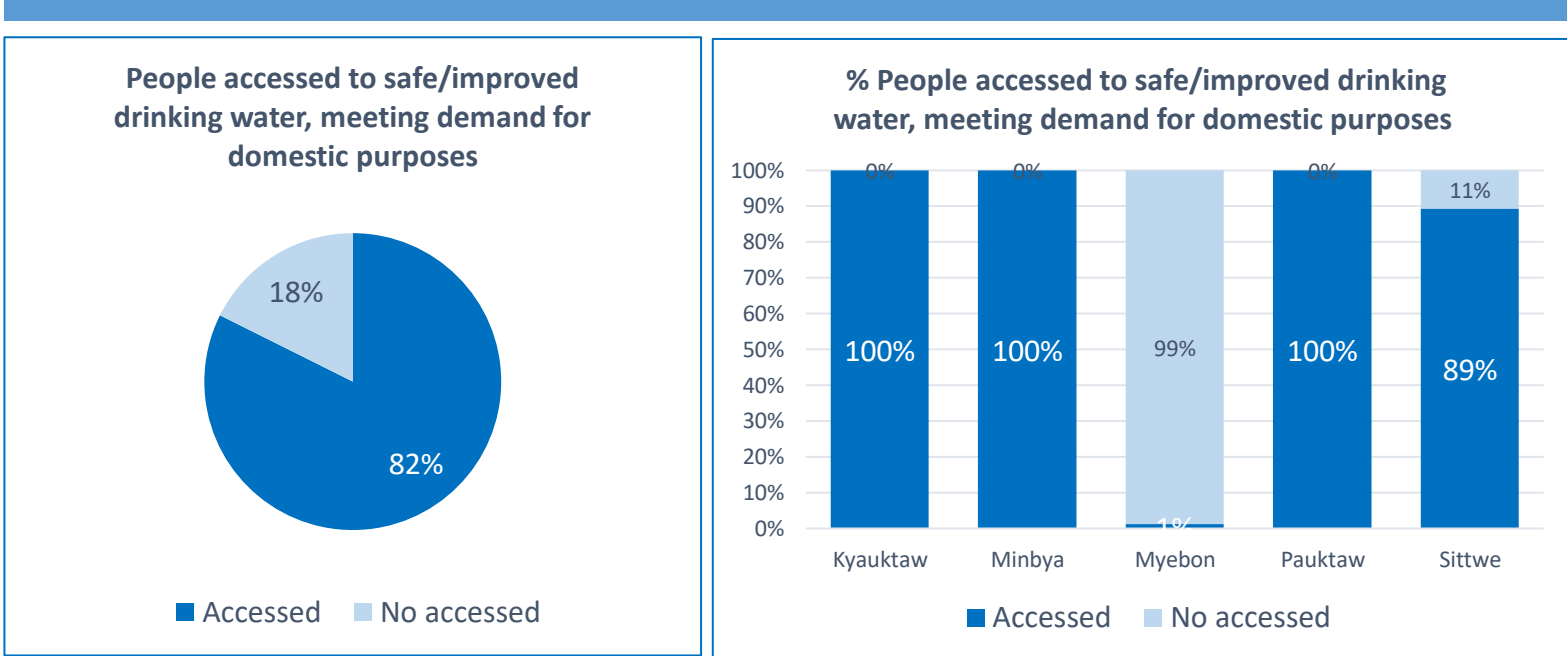 People accessed to safe/improved
drinking water, meeting demand for
domestic purposes
18%
82%
Accessed No accessed
% People accessed to safe/improved drinking
water, meeting demand for domestic purposes
100%
90%
80%
70%
60%
50%
40%
30%
20%
10%
0%
0% 0% 0% 11%
100% 100% 99% 100% 89%
1%
Kyauktaw Minbya Myebon Pauktaw Sittwe
Accessed No accessed